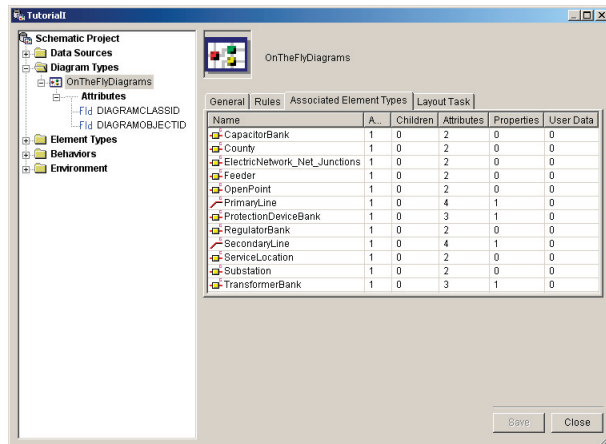 TutorialI
Schematic Project
Data Sources
Diagram Types
OnTheFlyDiagrams
Attributes
Fld DIAGRAMCLASSID
Fld DIAGRAMOBJECTID
Element Types
Behaviors
Environment
OnTheFlyDiagrams
General Rules Associated Element Types Layout Task
Name A... Children Attributes Properties User Data
CapacitorBank 1 0 2 0 0
County 1 0 2 0 0
ElectricNetwork_Net_Junctions 1 0 2 0 0
Feeder 1 0 2 0 0
OpenPoint 1 0 2 0 0
PrimaryLine 1 0 4 1 0
ProtectionDeviceBank 1 0 3 1 0
RegulatorBank 1 0 2 0 0
SecondaryLine 1 0 4 1 0
ServiceLocation 1 0 2 0 0
Substation 1 0 2 0 0
TransformerBank 1 0 3 1 0
Save Close